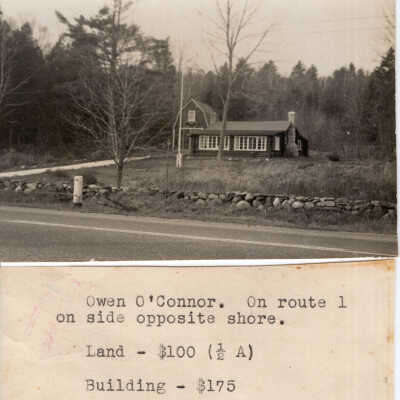 Owen O'Connor. On route 1
on side opposite shore.
Land - $100 (½ A)
Building - $175